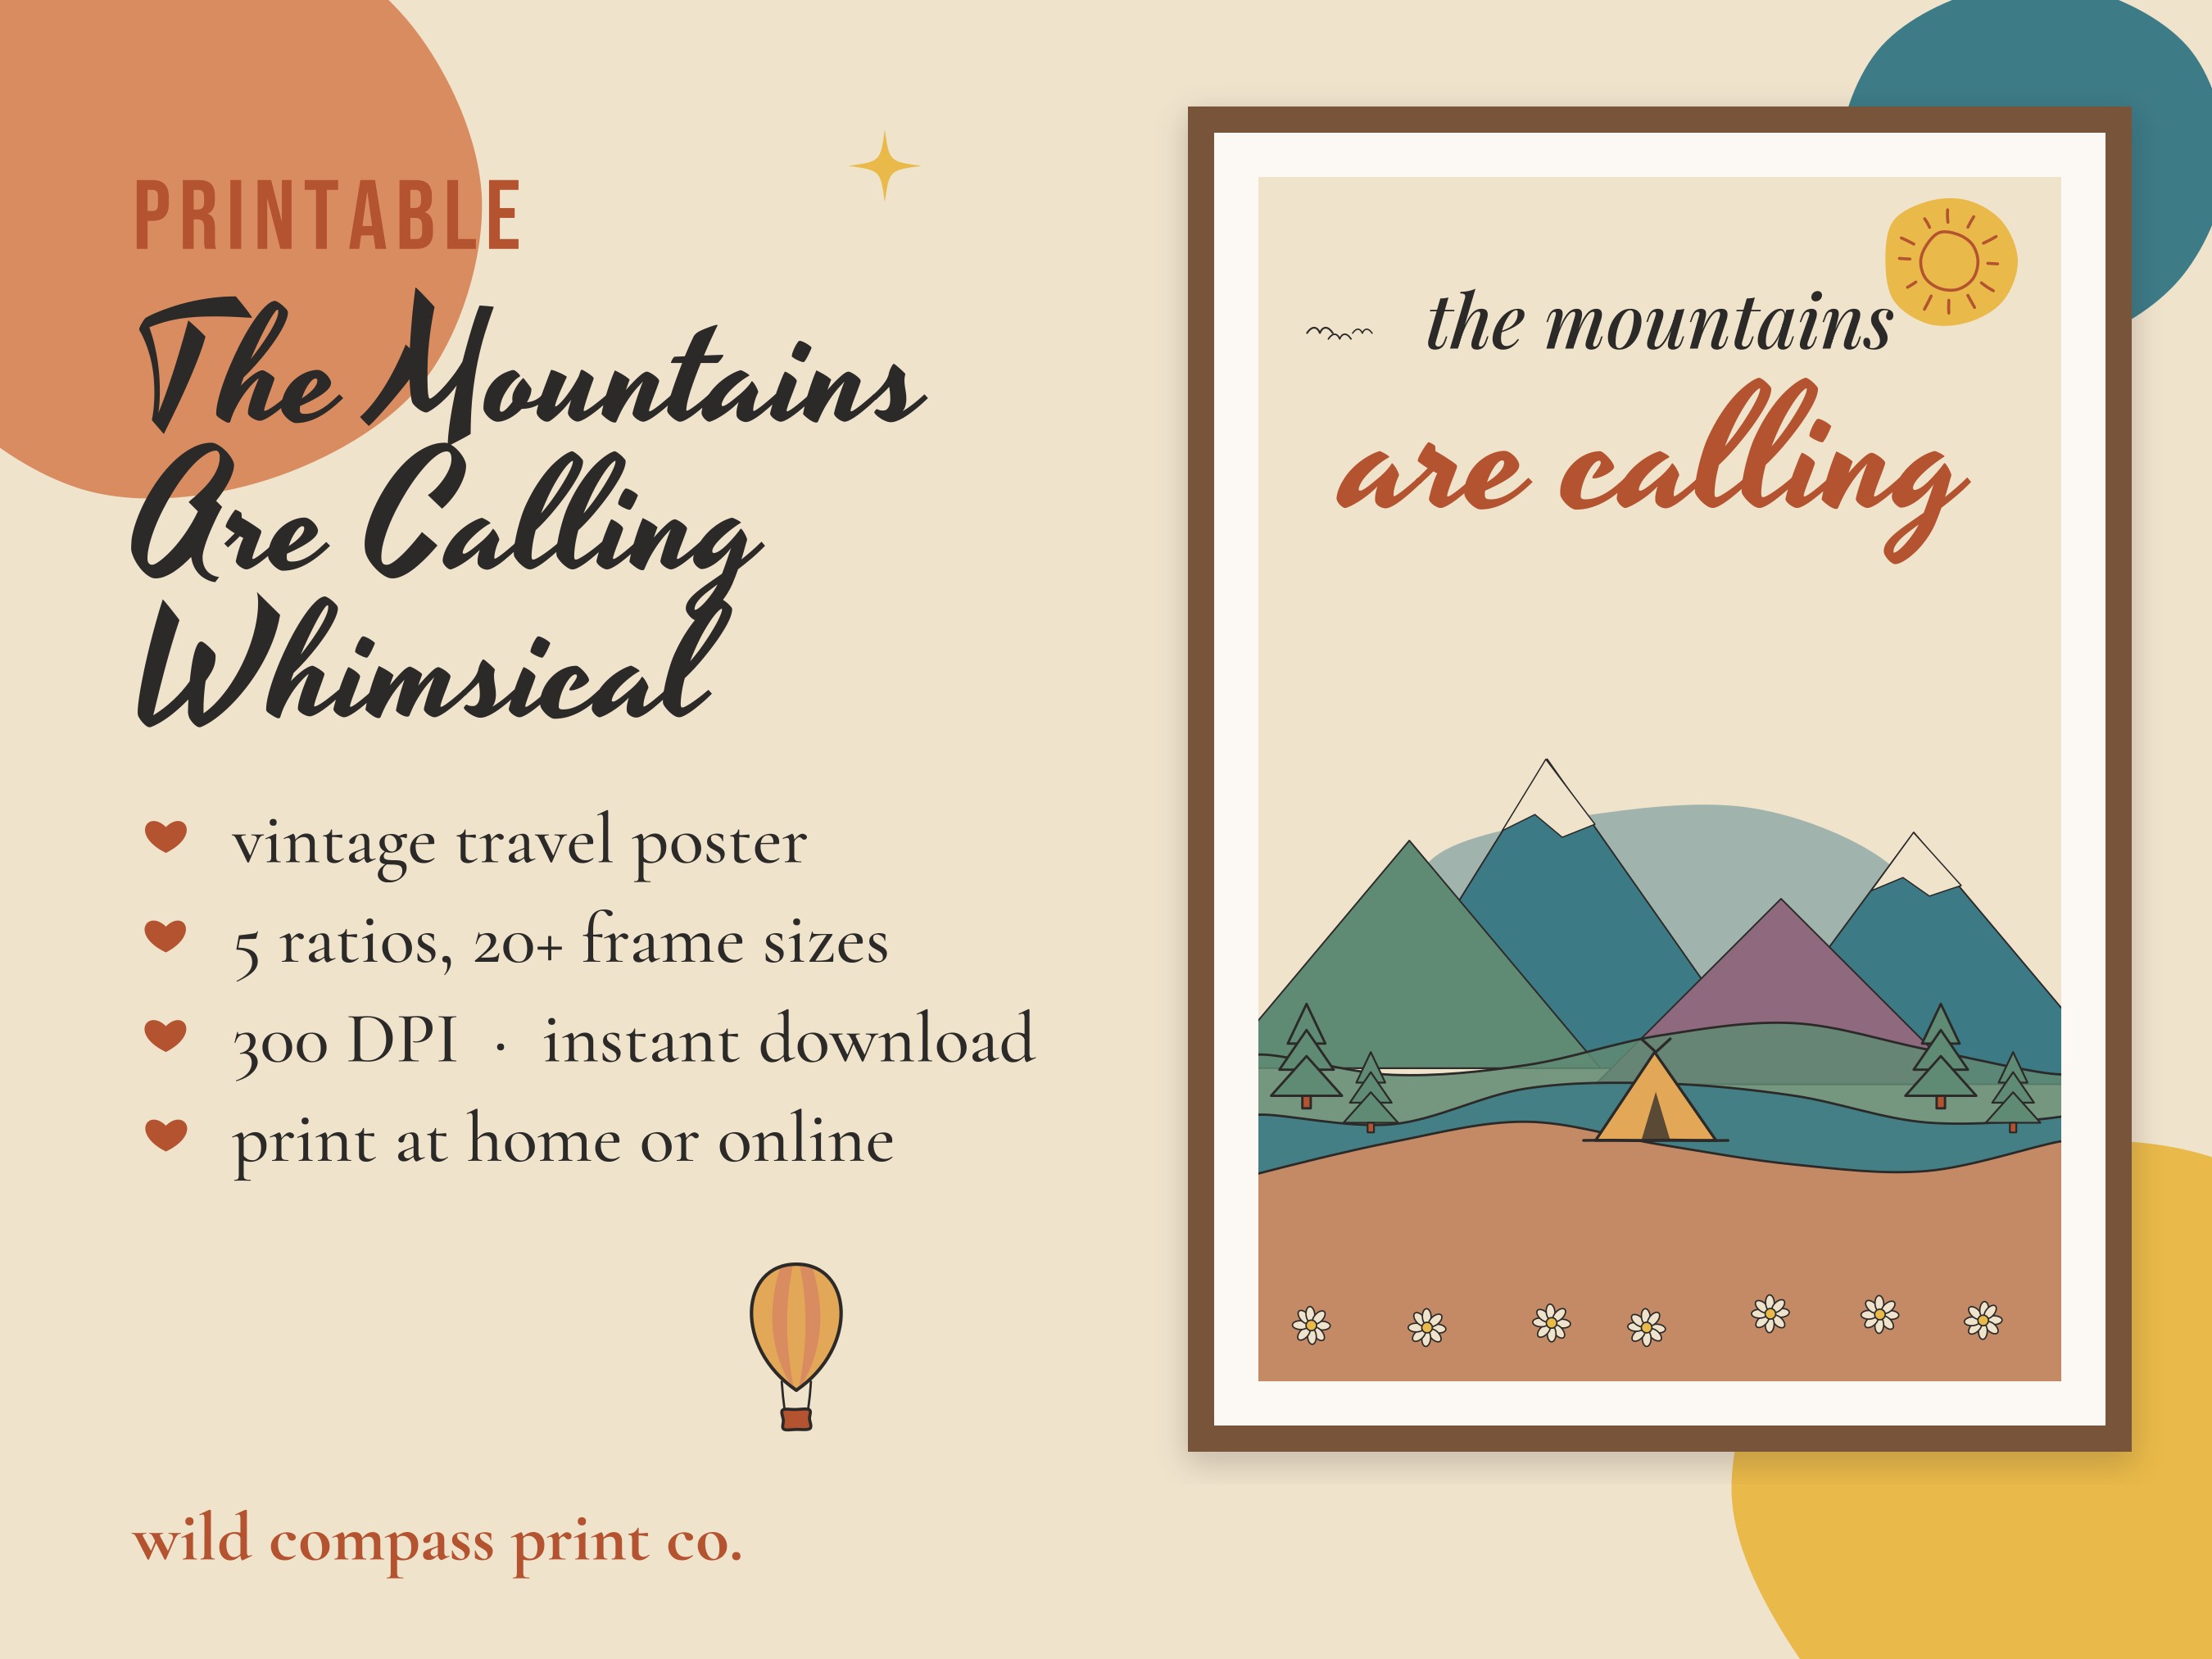 PRINTABLE
The Mountains
Are Calling
Whimsical
vintage travel poster
5 ratios, 20+ frame sizes
300 DPI · instant download
print at home or online
wild compass print co.
the mountains
are calling